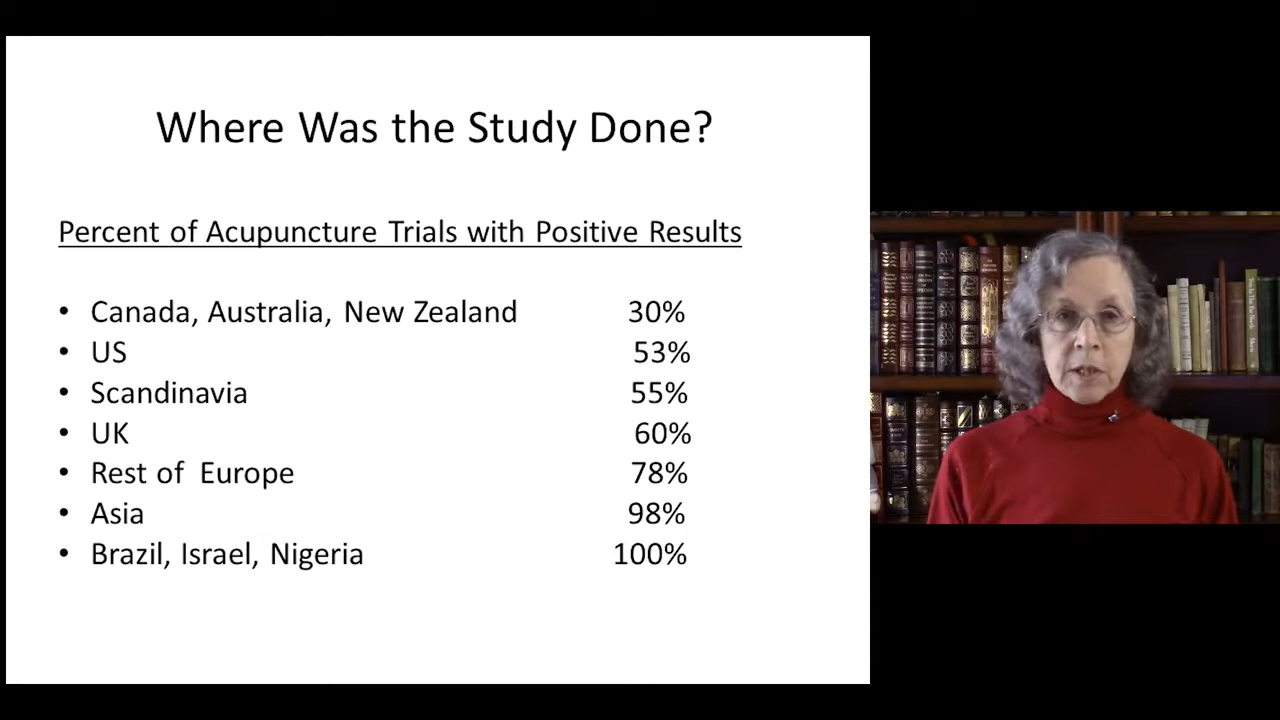 Where Was the Study Done?
Percent of Acupuncture Trials with Positive Results
• Canada, Australia, New Zealand 30%
• US 53%
• Scandinavia 55%
• UK 60%
• Rest of Europe 78%
• Asia 98%
• Brazil, Israel, Nigeria 100%